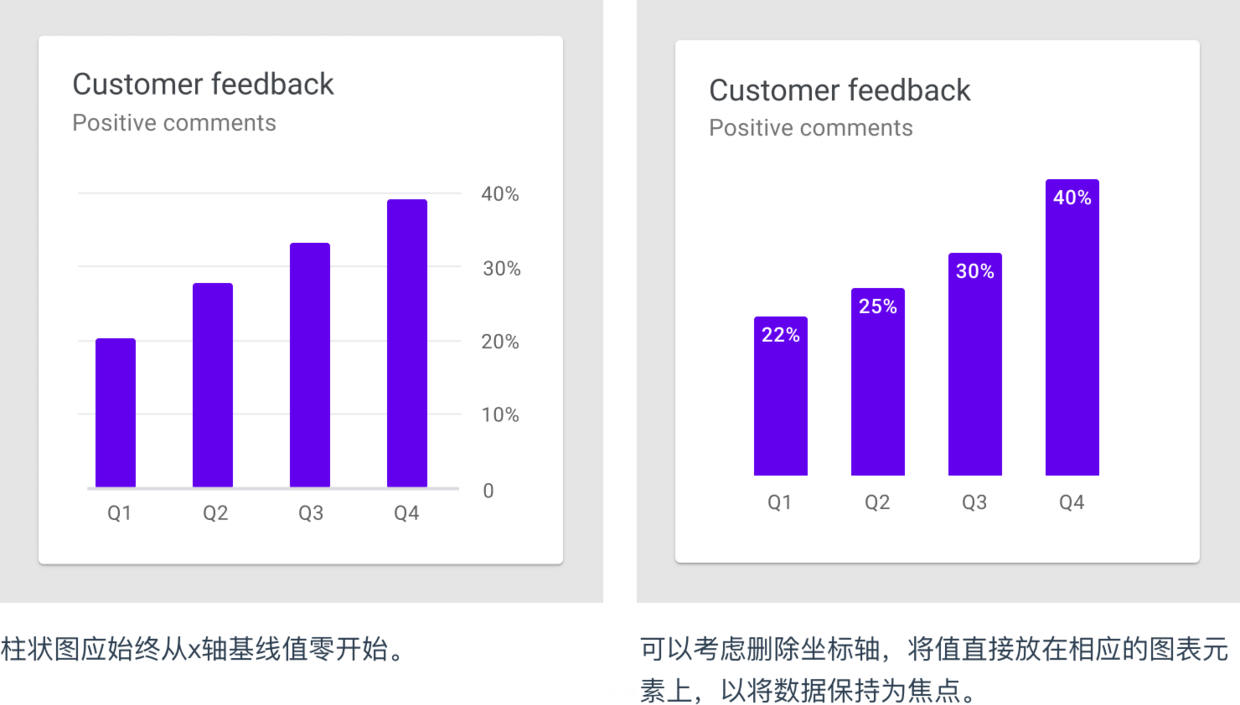 Customer feedback
Positive comments
40%
30%
20%
10%
0
Q1 Q2 Q3 Q4
柱状图应始终从x轴基线值零开始。
Customer feedback
Positive comments
40%
30%
25%
22%
Q1 Q2 Q3 Q4
可以考虑删除坐标轴，将值直接放在相应的图表元
素上，以将数据保持为焦点。